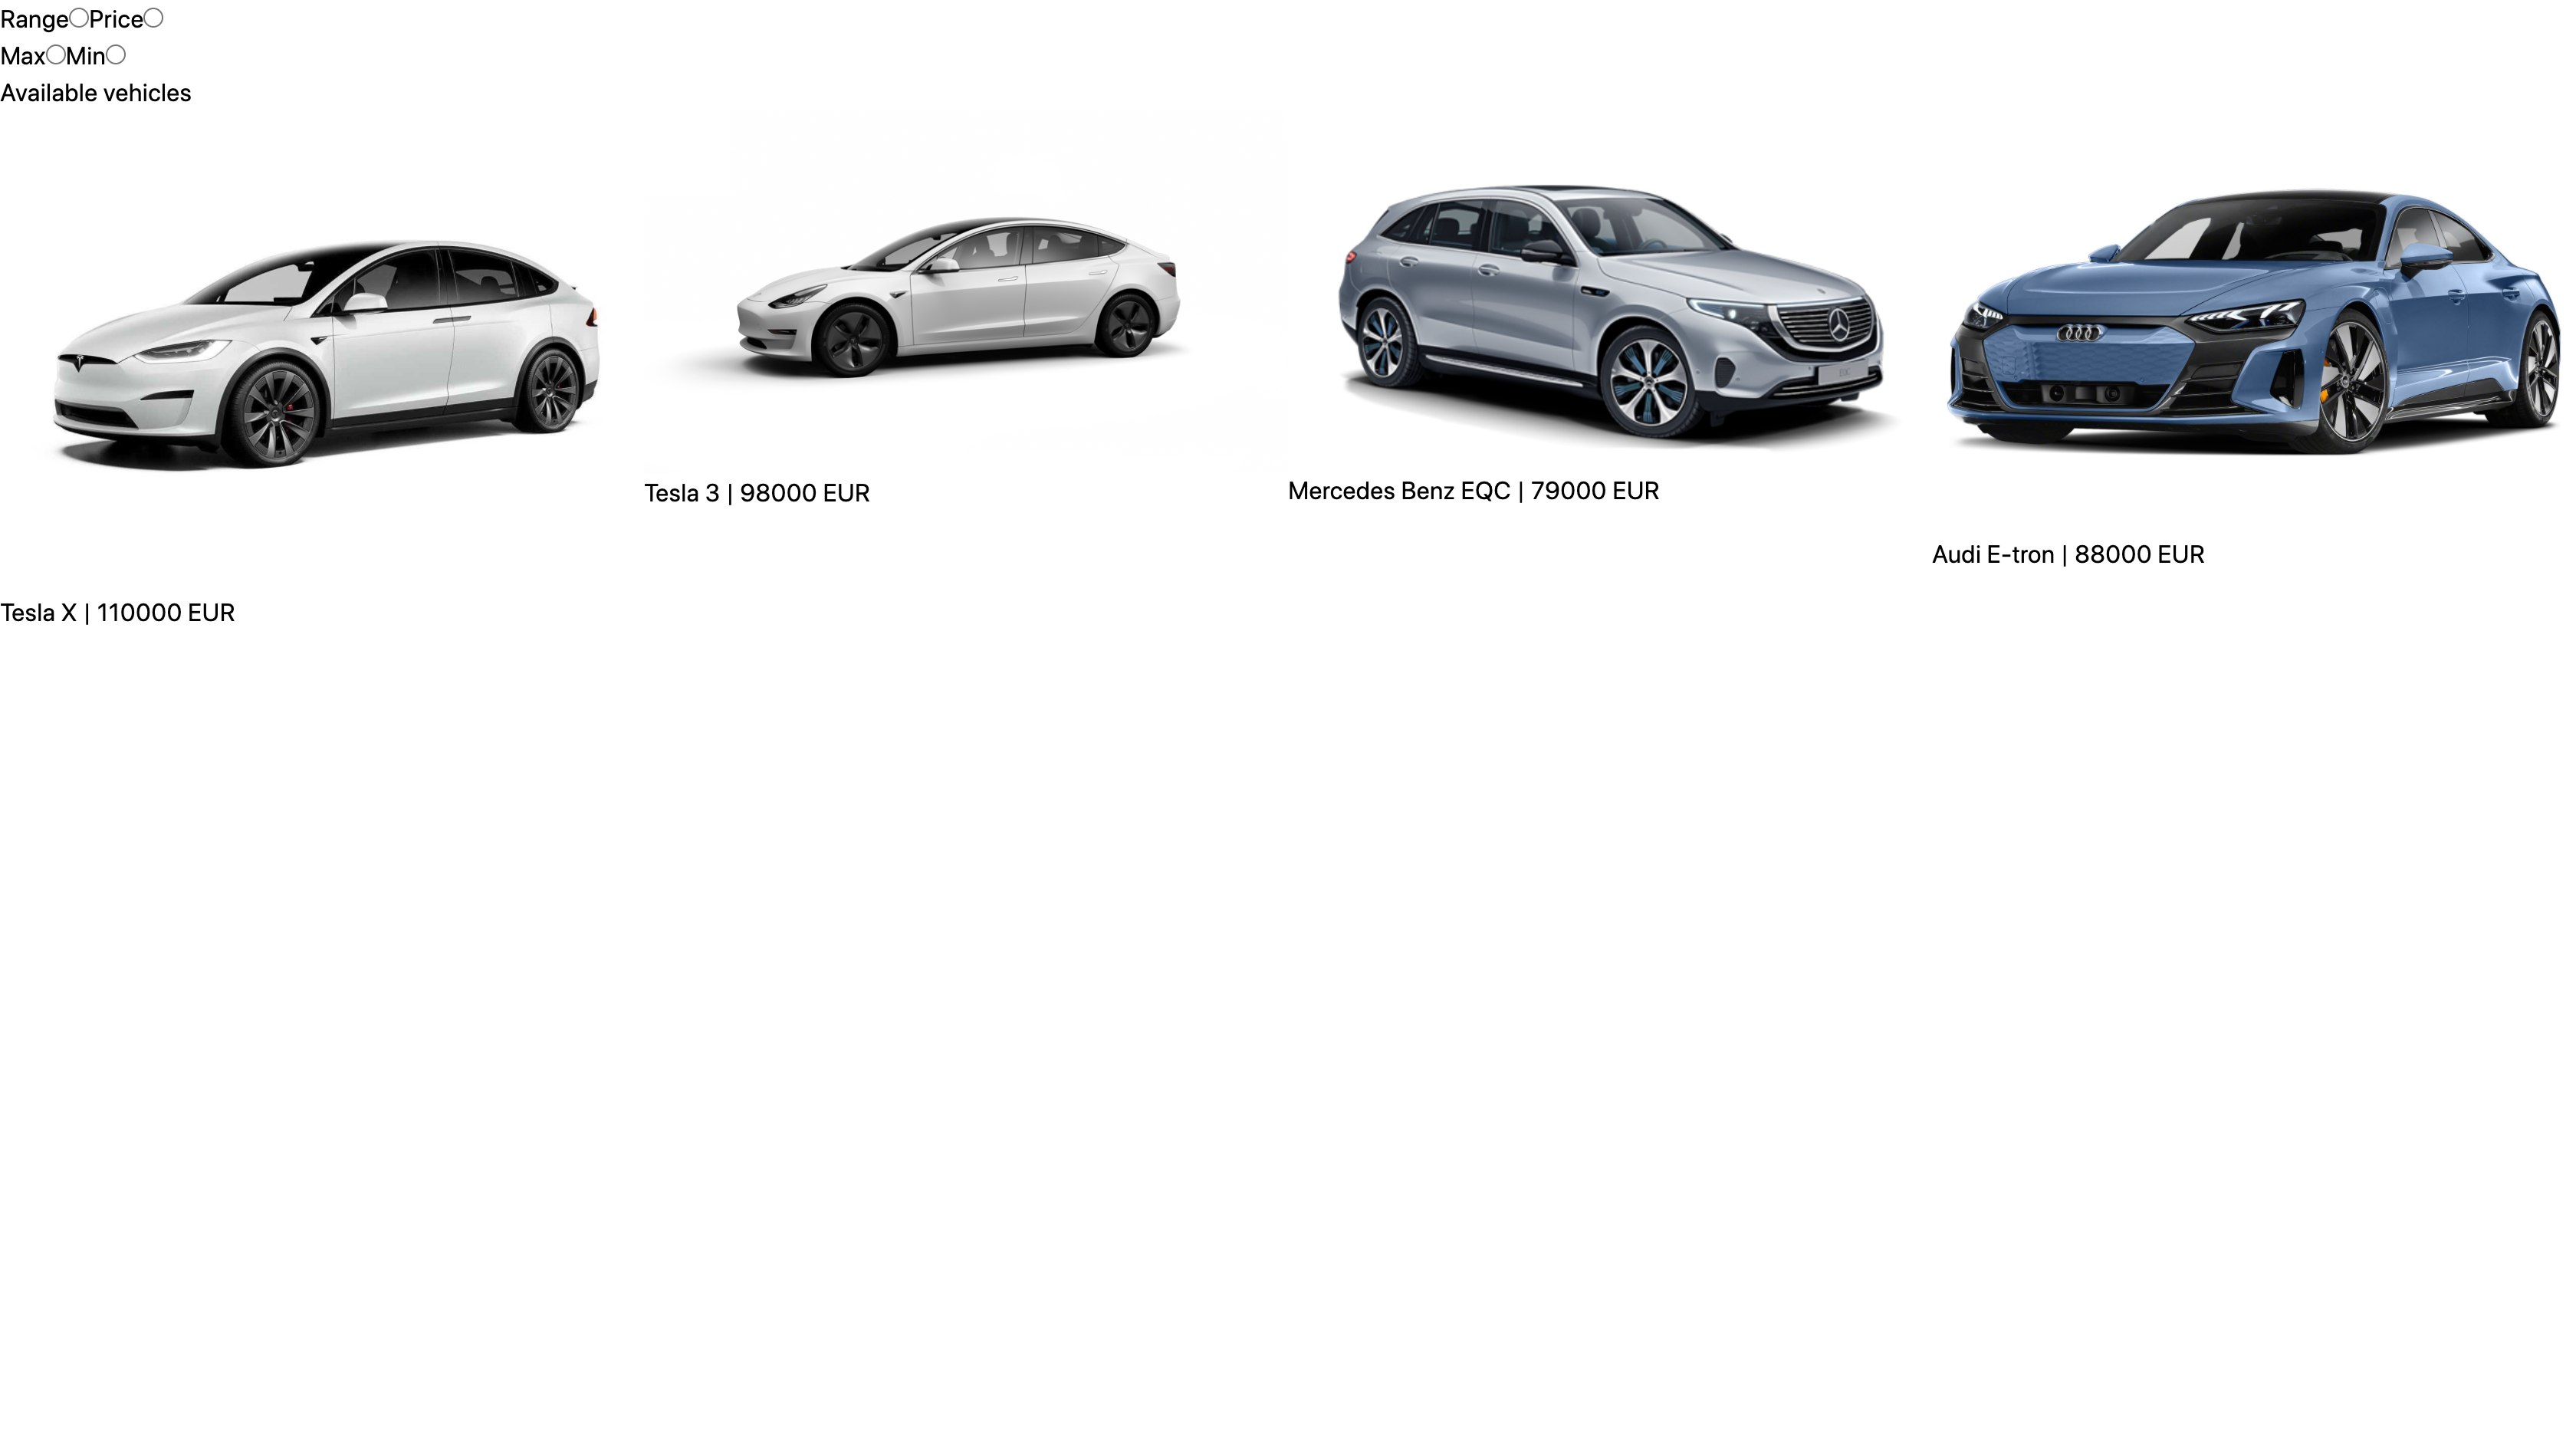 Range Price
Max Min
Available vehicles
Tesla X | 110000 EUR
Tesla 3 | 98000 EUR
Mercedes Benz EQC | 79000 EUR
Audi E-tron | 88000 EUR
EQC